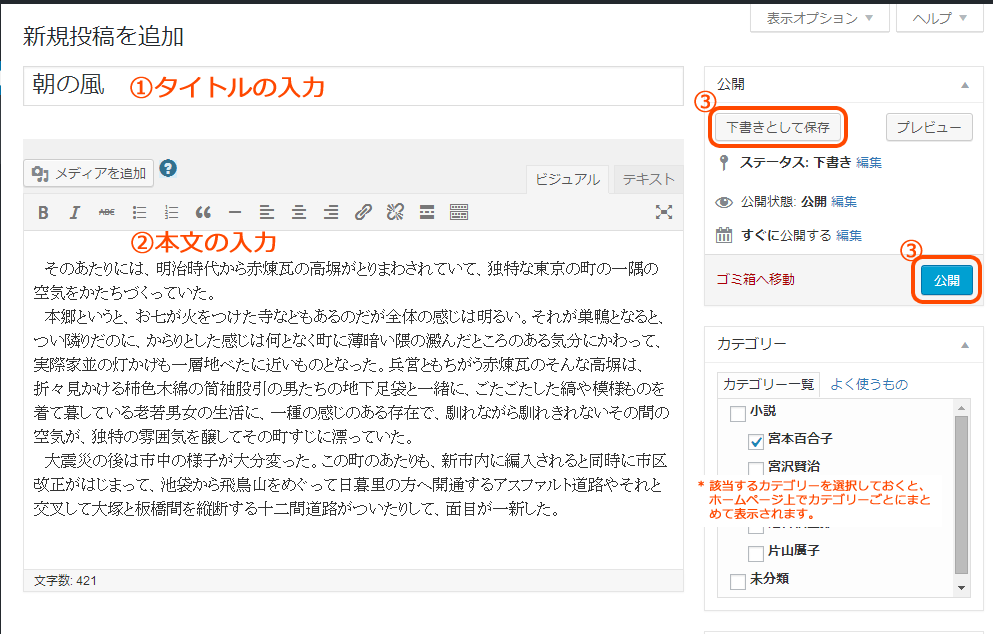 表示オプション ▼
ヘルプ ▼
新規投稿を追加
朝の風
①タイトルの入力
メディアを追加
?
ビジュアル
テキスト
B I ABC
②本文の入力
そのあたりには、明治時代から赤煉瓦の高塀がとりまわされていて、独特な東京の町の一隅の
空気をかたちづくっていた。
本郷というと、お七が火をつけた寺などもあるのだが全体の感じは明るい。それが巣鴨となると、
つい隣りだのに、からりとした感じは何となく町に薄暗い隈の澱んだところのある気分にかわって、
実際家並の灯かげも一層地べたに近いものとなった。兵営ともちがう赤煉瓦のそんな高塀は、
折々見かける柿色木綿の筒袖股引の男たちの地下足袋と一緒に、ごたごたした縞や模様ものを
着て暮している老若男女の生活に、一種の感じのある存在で、馴れながら馴れきれないその間の
空気が、独特の雰囲気を醸してその町すじに漂っていた。
大震災の後は市中の様子が大分変った。この町のあたりも、新市内に編入されると同時に市区
改正がはじまって、池袋から飛鳥山をめぐって日暮里の方へ開通するアスファルト道路やそれと
交叉して大塚と板橋間を縦断する十二間道路がついたりして、面目が一新した。
文字数: 421
公開
③
下書きとして保存
プレビュー
ステータス: 下書き 編集
公開状態: 公開 編集
すぐに公開する 編集
③
ゴミ箱へ移動
公開
カテゴリー
カテゴリー一覧
よく使うもの
小説
宮本百合子
宮沢賢治
* 該当するカテゴリーを選択しておくと、
ホームページ上でカテゴリーごとにまと
めて表示されます。
片山廣子
未分類